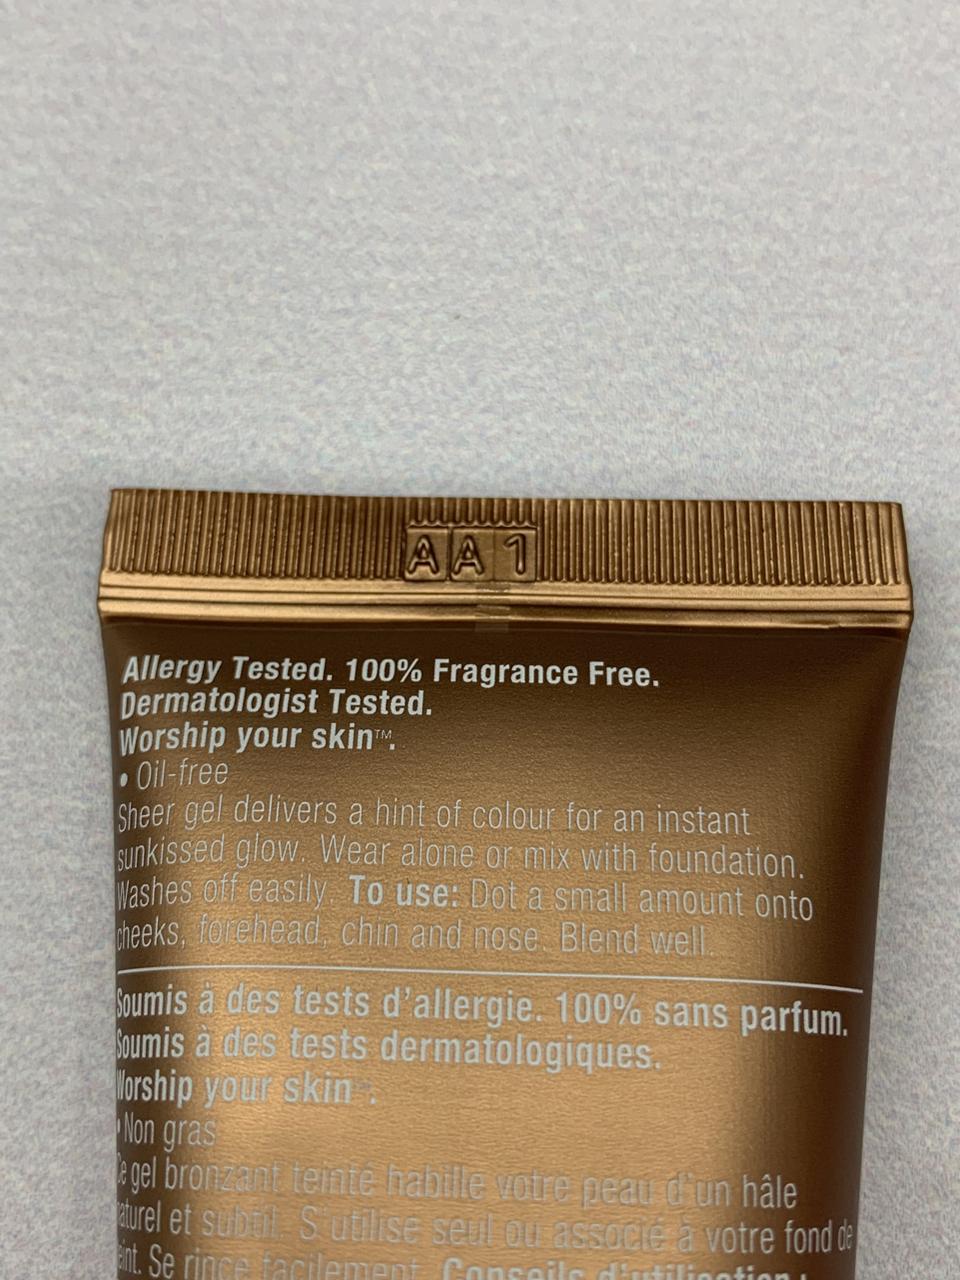 AA1
Allergy Tested. 100% Fragrance Free.
Dermatologist Tested.
Worship your skin™.
• Oil-free
Sheer gel delivers a hint of colour for an instant
sunkissed glow. Wear alone or mix with foundation.
Washes off easily. To use: Dot a small amount onto
cheeks, forehead, chin and nose. Blend well.
Soumis à des tests d'allergie. 100% sans parfum.
Soumis à des tests dermatologiques.
Worship your skin™.
• Non gras
Ce gel bronzant teinté habille votre peau d'un hâle
naturel et subtil. S'utilise seul ou associé à votre fond de
teint. Se rince facilement. Conseils d'utilisation :